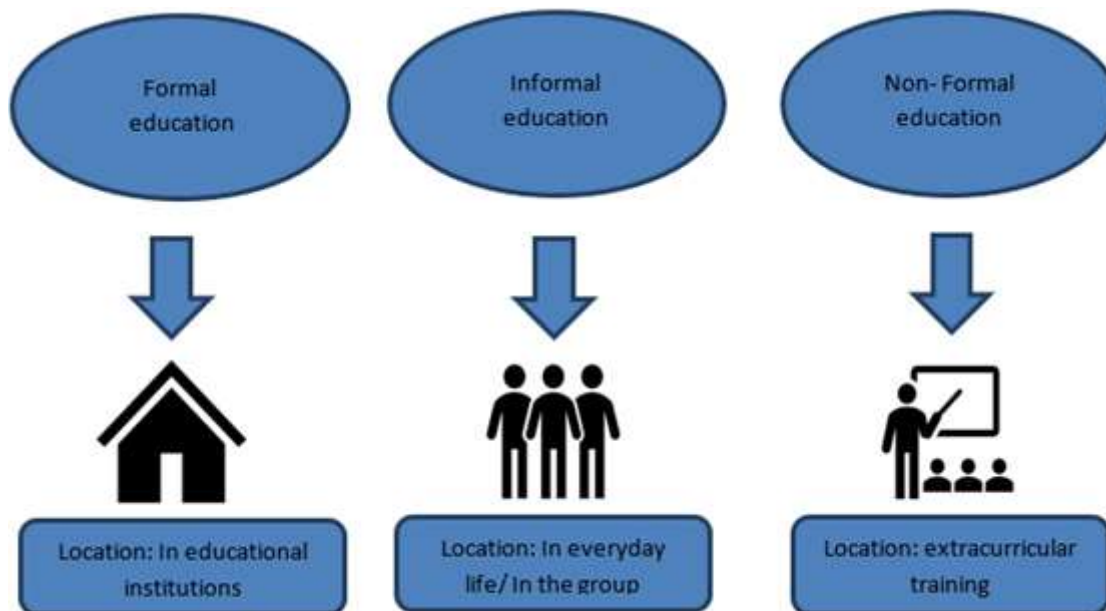 Formal
education
Informal
education
Non- Formal
education
Location: In educational
institutions
Location: In everyday
life/ In the group
Location: extracurricular
training